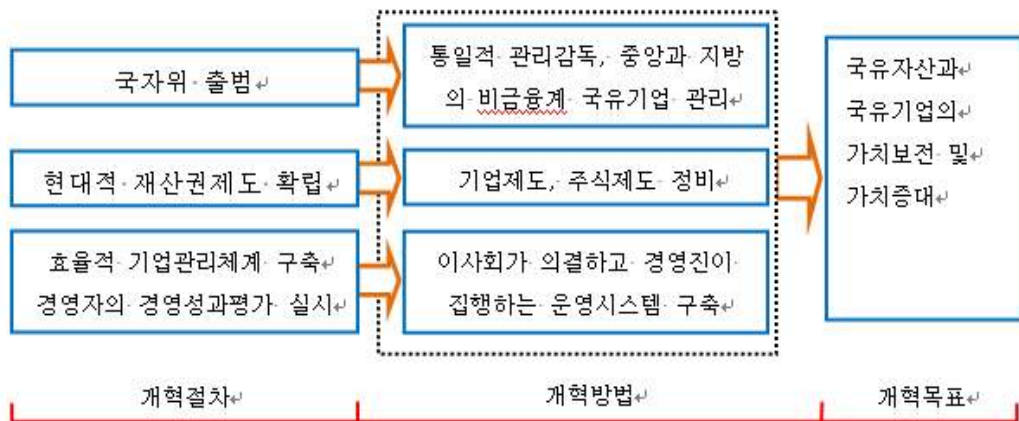 국자위 출범
통일적 관리감독, 중앙과 지방
의 비금융계 국유기업 관리
국유자산과
국유기업의
가치보전 및
가치증대
현대적 재산권제도 확립
기업제도, 주식제도 정비
효율적 기업관리체계 구축
경영자의 경영성과평가 실시
이사회가 의결하고 경영진이
집행하는 운영시스템 구축
개혁절차
개혁방법
개혁목표